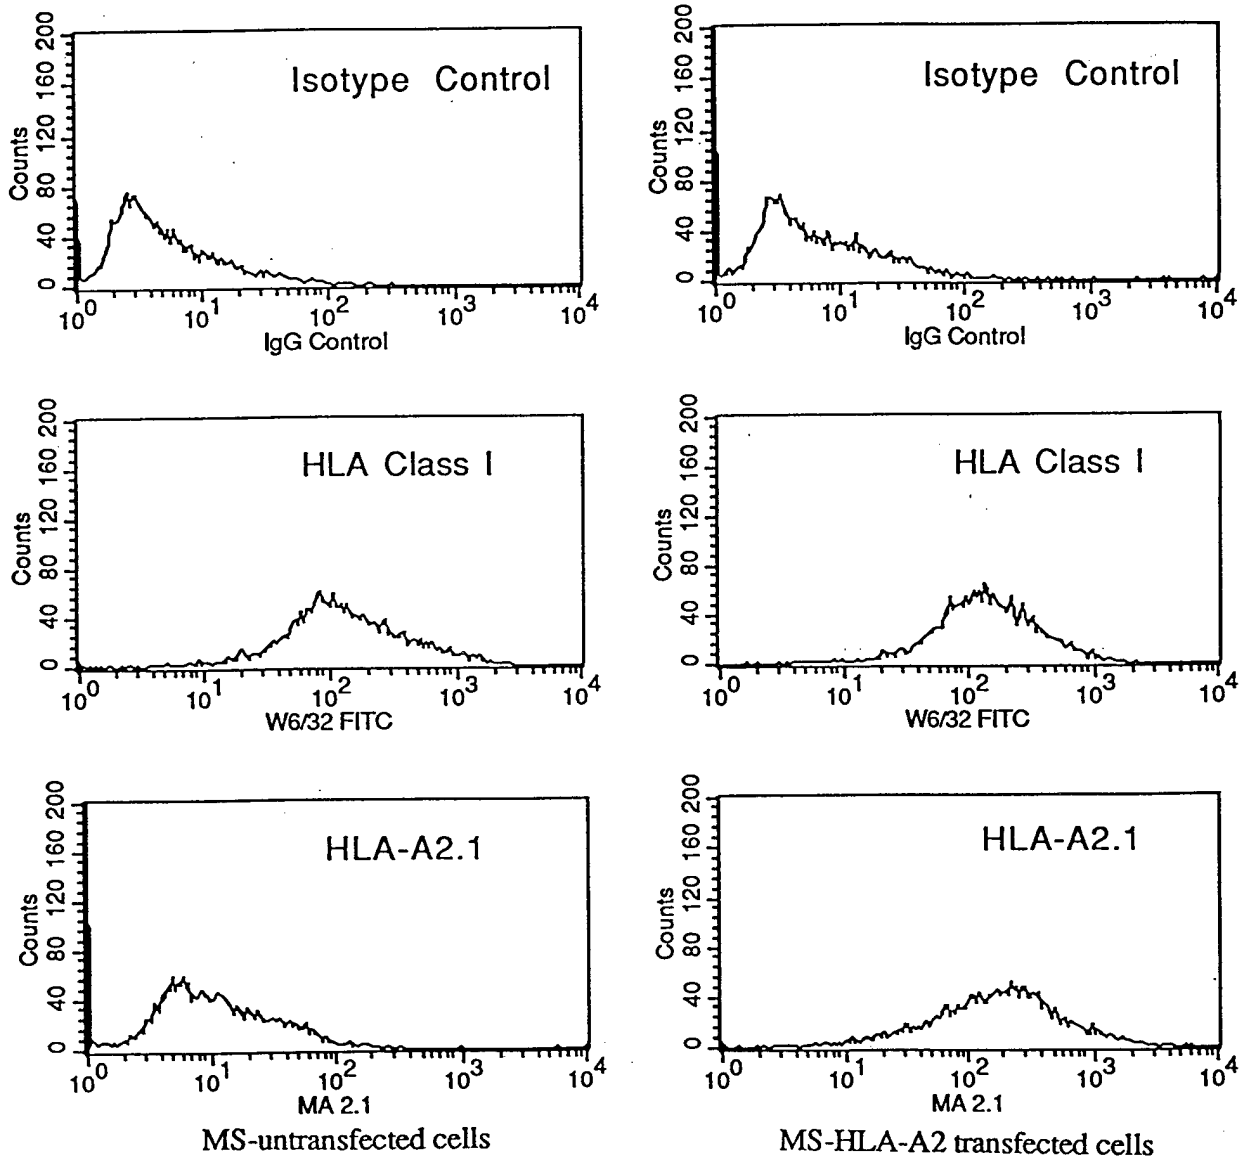 200
160
120
80
40
0
Counts
Isotype Control
10^0 10^1 10^2 10^3 10^4
IgG Control
200
160
120
80
40
0
Counts
Isotype Control
10^0 10^1 10^2 10^3 10^4
IgG Control
200
160
120
80
40
0
Counts
HLA Class I
10^0 10^1 10^2 10^3 10^4
W6/32 FITC
200
160
120
80
40
0
Counts
HLA Class I
10^0 10^1 10^2 10^3 10^4
W6/32 FITC
200
160
120
80
40
0
Counts
HLA-A2.1
10^0 10^1 10^2 10^3 10^4
MA 2.1
MS-untransfected cells
200
160
120
80
40
0
Counts
HLA-A2.1
10^0 10^1 10^2 10^3 10^4
MA 2.1
MS-HLA-A2 transfected cells